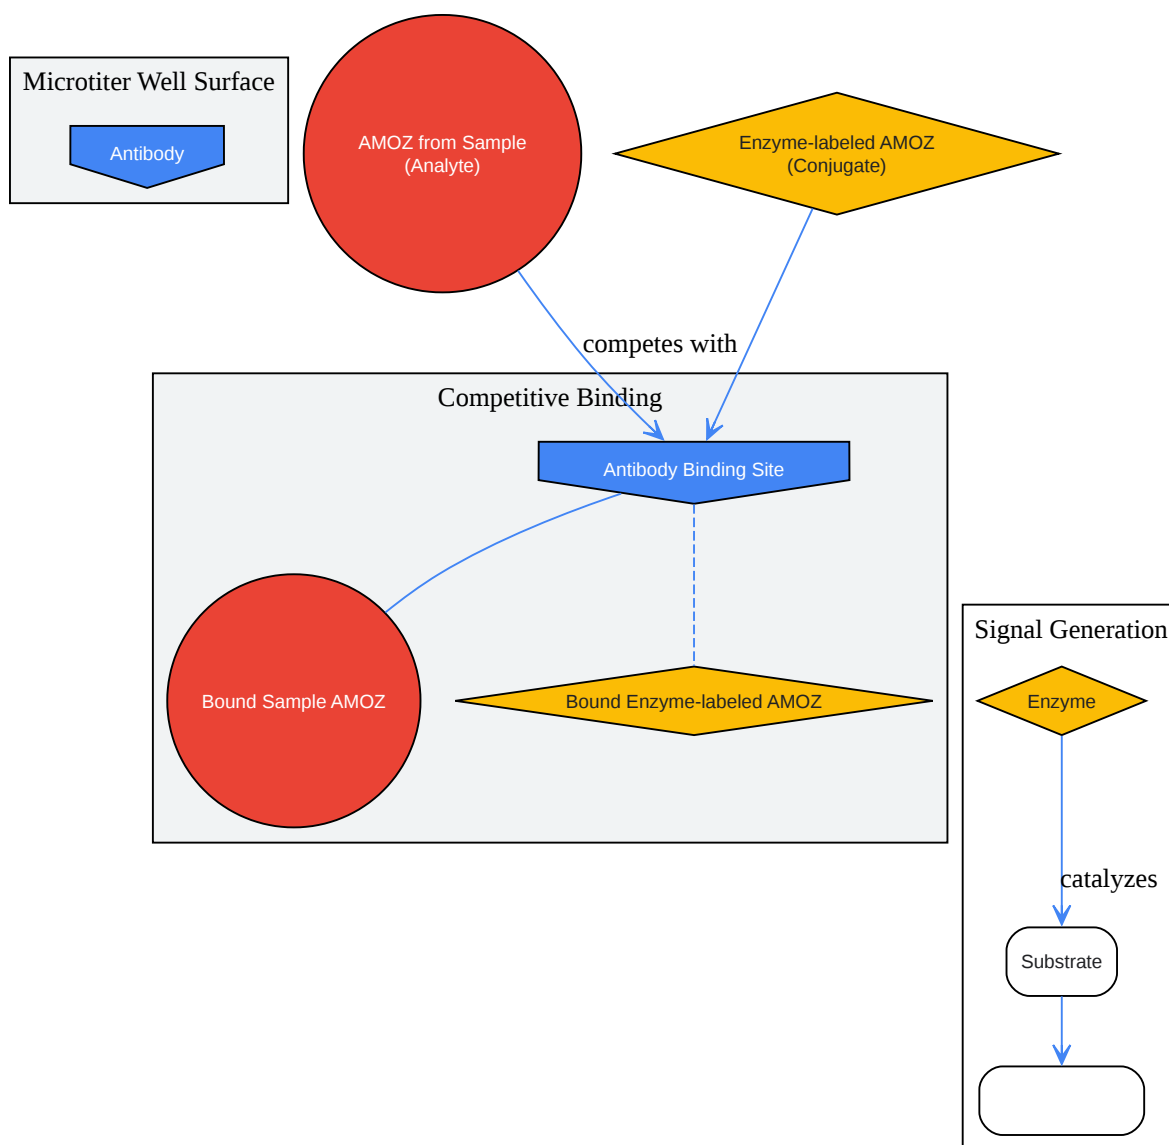 Microtiter Well Surface
Antibody
AMOZ from Sample
(Analyte)
Enzyme-labeled AMOZ
(Conjugate)
competes with
Competitive Binding
Antibody Binding Site
Bound Sample AMOZ
Bound Enzyme-labeled AMOZ
Signal Generation
Enzyme
catalyzes
Substrate